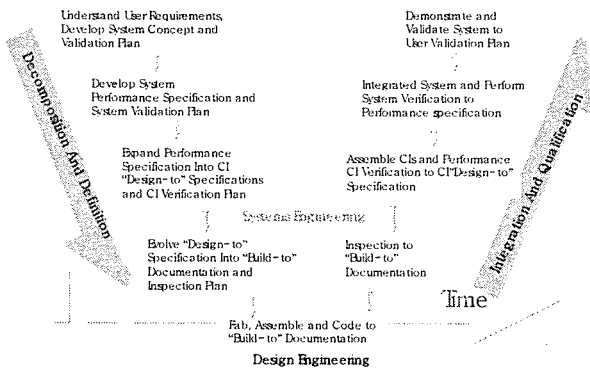 Understand User Requirements,
Develop System Concept and
Validation Plan
Demonstrate and
Validate System to
User Validation Plan
Decomposition And Definition
Develop System
Performance Specification and
System Validation Plan
Integrated System and Perform
System Verification to
Performance specification
Integration And Qualification
Expand Performance
Specification Into CI
"Design-to" Specifications
and CI Verification Plan
Assemble CIs and Performance
CI Verification to CI "Design-to"
Specification
Systems Engineering
Evolve "Design-to"
Specification Into "Build-to"
Documentation and
Inspection Plan
Inspection to
"Build-to"
Documentation
Time
Fab, Assemble and Code to
"Build-to" Documentation
Design Engineering